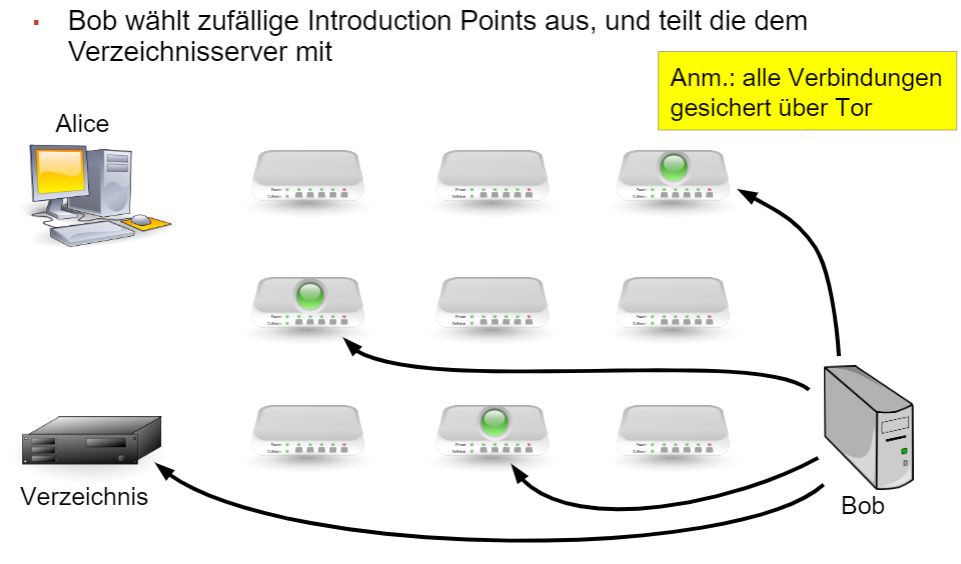 Bob wählt zufällige Introduction Points aus, und teilt die dem
Verzeichnisserver mit
Anm.: alle Verbindungen
gesichert über Tor
Alice
Verzeichnis
Bob